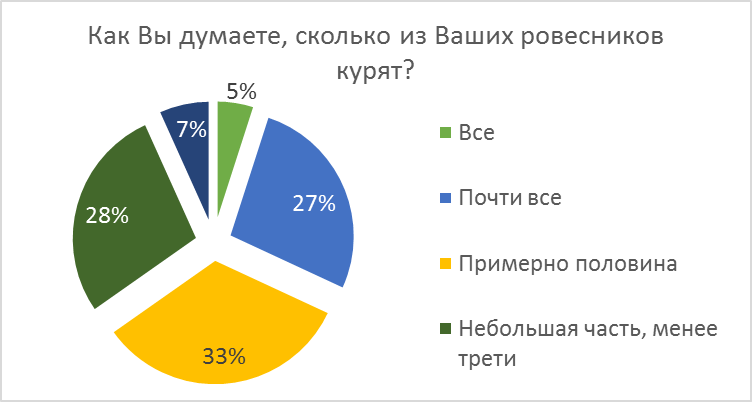 Как Вы думаете, сколько из Ваших ровесников
курят?
5%
7%
27%
28%
33%
Все
Почти все
Примерно половина
Небольшая часть, менее
трети